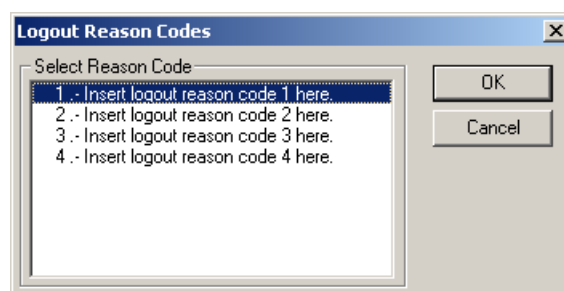 Logout Reason Codes
Select Reason Code
1 .- Insert logout reason code 1 here.
2 .- Insert logout reason code 2 here.
3 .- Insert logout reason code 3 here.
4 .- Insert logout reason code 4 here.
OK
Cancel